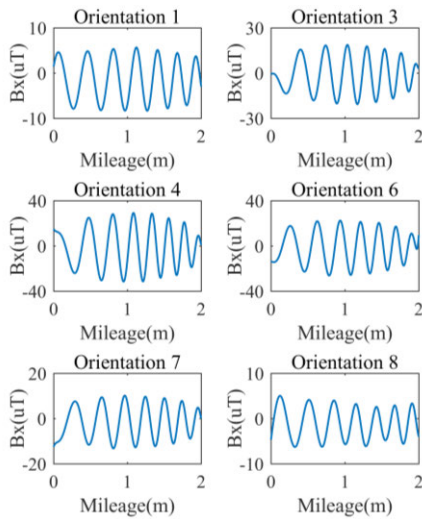 Orientation 1
10
0
-10
Bx(uT)
0 1 2
Mileage(m)
Orientation 3
30
0
-30
Bx(uT)
0 1 2
Mileage(m)
Orientation 4
40
0
-40
Bx(uT)
0 1 2
Mileage(m)
Orientation 6
40
0
-40
Bx(uT)
0 1 2
Mileage(m)
Orientation 7
20
0
-20
Bx(uT)
0 1 2
Mileage(m)
Orientation 8
10
0
-10
Bx(uT)
0 1 2
Mileage(m)